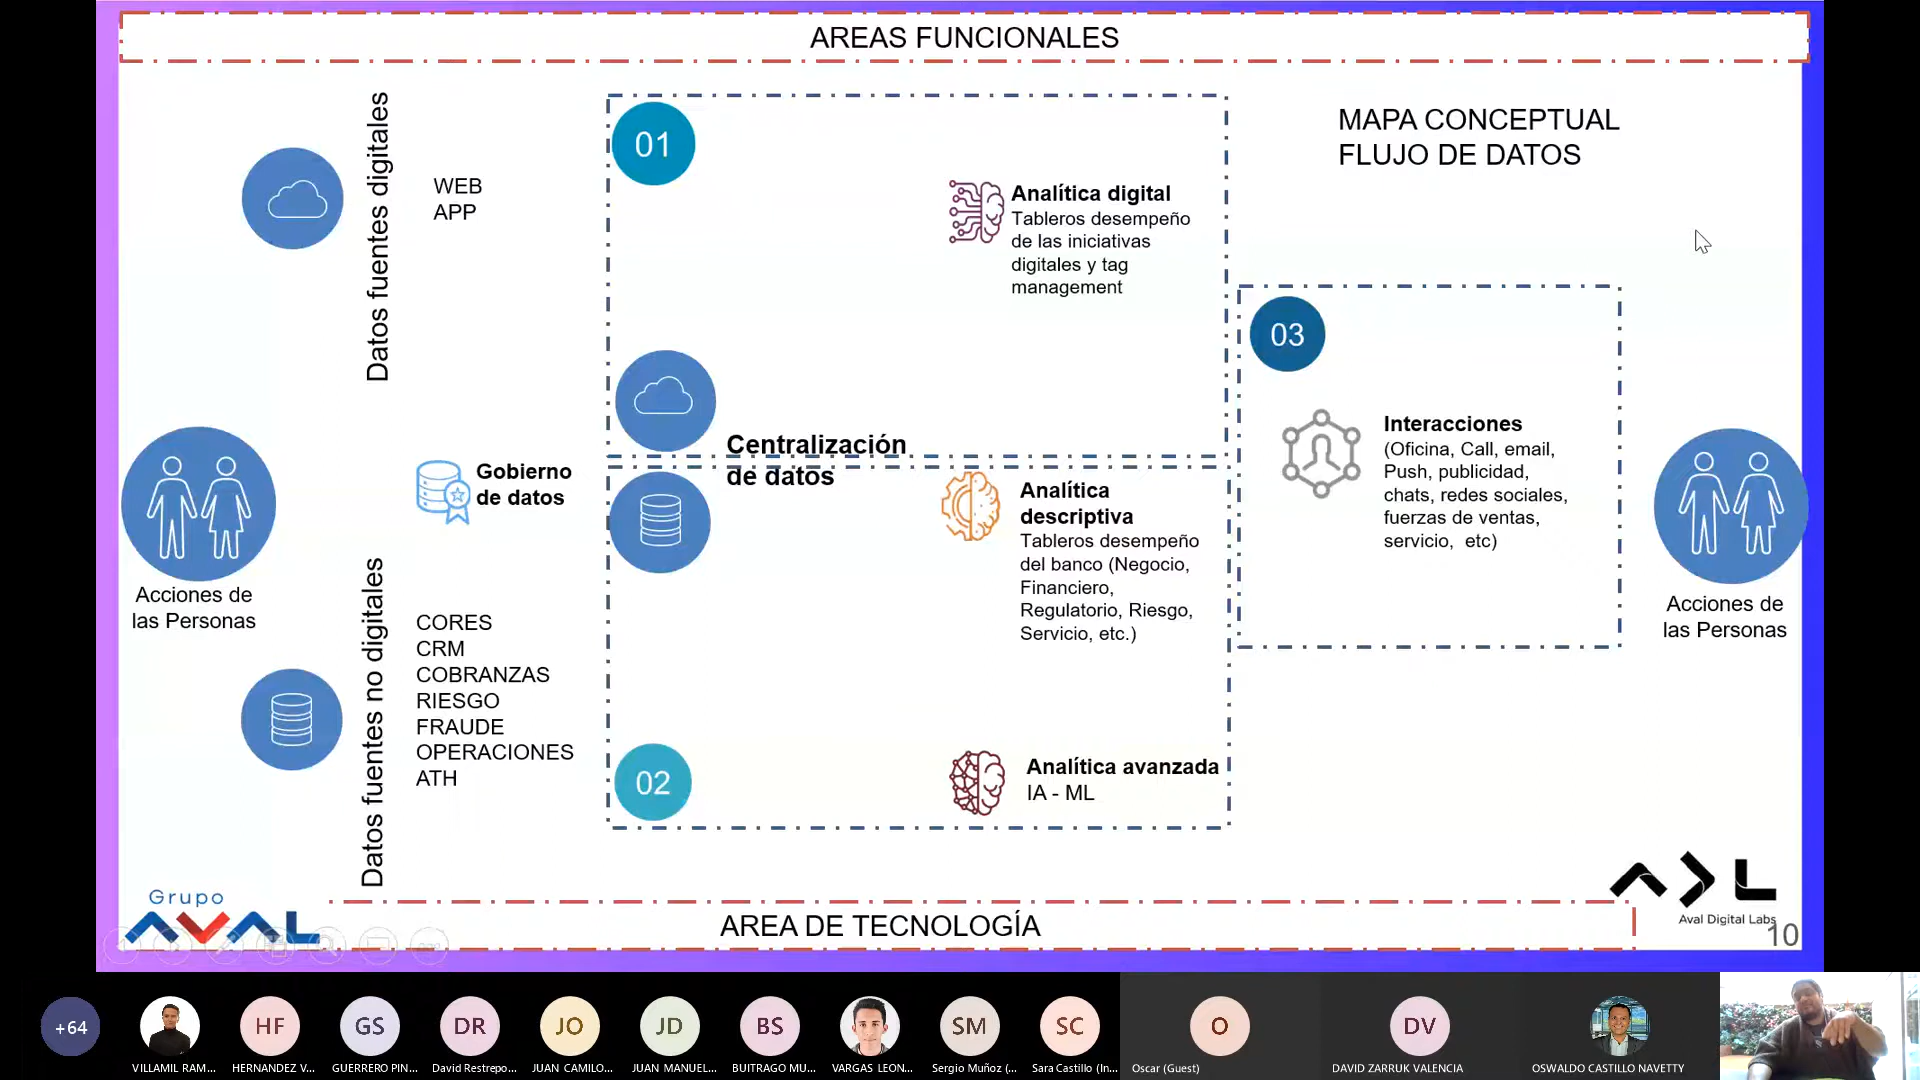 AREAS FUNCIONALES
MAPA CONCEPTUAL
FLUJO DE DATOS
Datos fuentes digitales
WEB
APP
01
Analítica digital
Tableros desempeño
de las iniciativas
digitales y tag
management
03
Interacciones
(Oficina, Call, email,
Push, publicidad,
chats, redes sociales,
fuerzas de ventas,
servicio, etc)
Acciones de
las Personas
Gobierno
de datos
Centralización
de datos
Analítica
descriptiva
Tableros desempeño
del banco (Negocio,
Financiero,
Regulatorio, Riesgo,
Servicio, etc.)
Acciones de
las Personas
Datos fuentes no digitales
CORES
CRM
COBRANZAS
RIESGO
FRAUDE
OPERACIONES
ATH
02
Analítica avanzada
IA - ML
Grupo
AVAL
AREA DE TECNOLOGÍA
ADL
Aval Digital Labs
10
+64
HF
GS
DR
JO
JD
BS
SM
SC
O
DV
VILLAMIL RAM...
HERNANDEZ V...
GUERRERO PIN...
David Restrepo...
JUAN CAMILO...
JUAN MANUEL...
BUITRAGO MU...
VARGAS LEON...
Sergio Muñoz (...
Sara Castillo (In...
Oscar (Guest)
DAVID ZARRUK VALENCIA
OSWALDO CASTILLO NAVETTY